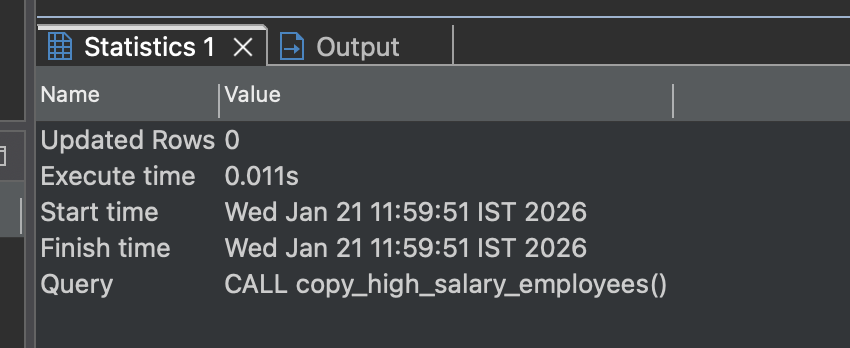 Statistics 1 Output
Name Value
Updated Rows 0
Execute time 0.011s
Start time Wed Jan 21 11:59:51 IST 2026
Finish time Wed Jan 21 11:59:51 IST 2026
Query CALL copy_high_salary_employees()